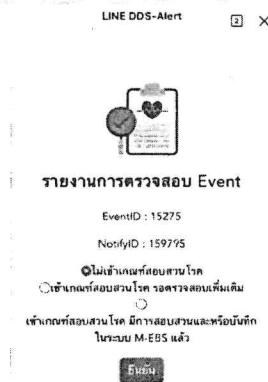 LINE DDS-Alert
รายงานการตรวจสอบ Event
EventID : 15275
NotifyID : 159795
ไม่เข้าเกณฑ์สอบสวนโรค
เข้าเกณฑ์สอบสวนโรค รอตรวจสอบเพิ่มเติม
เข้าเกณฑ์สอบสวนโรค มีการสอบสวนและหรือบันทึก
ในระบบ M-EBS แล้ว
ยืนยัน